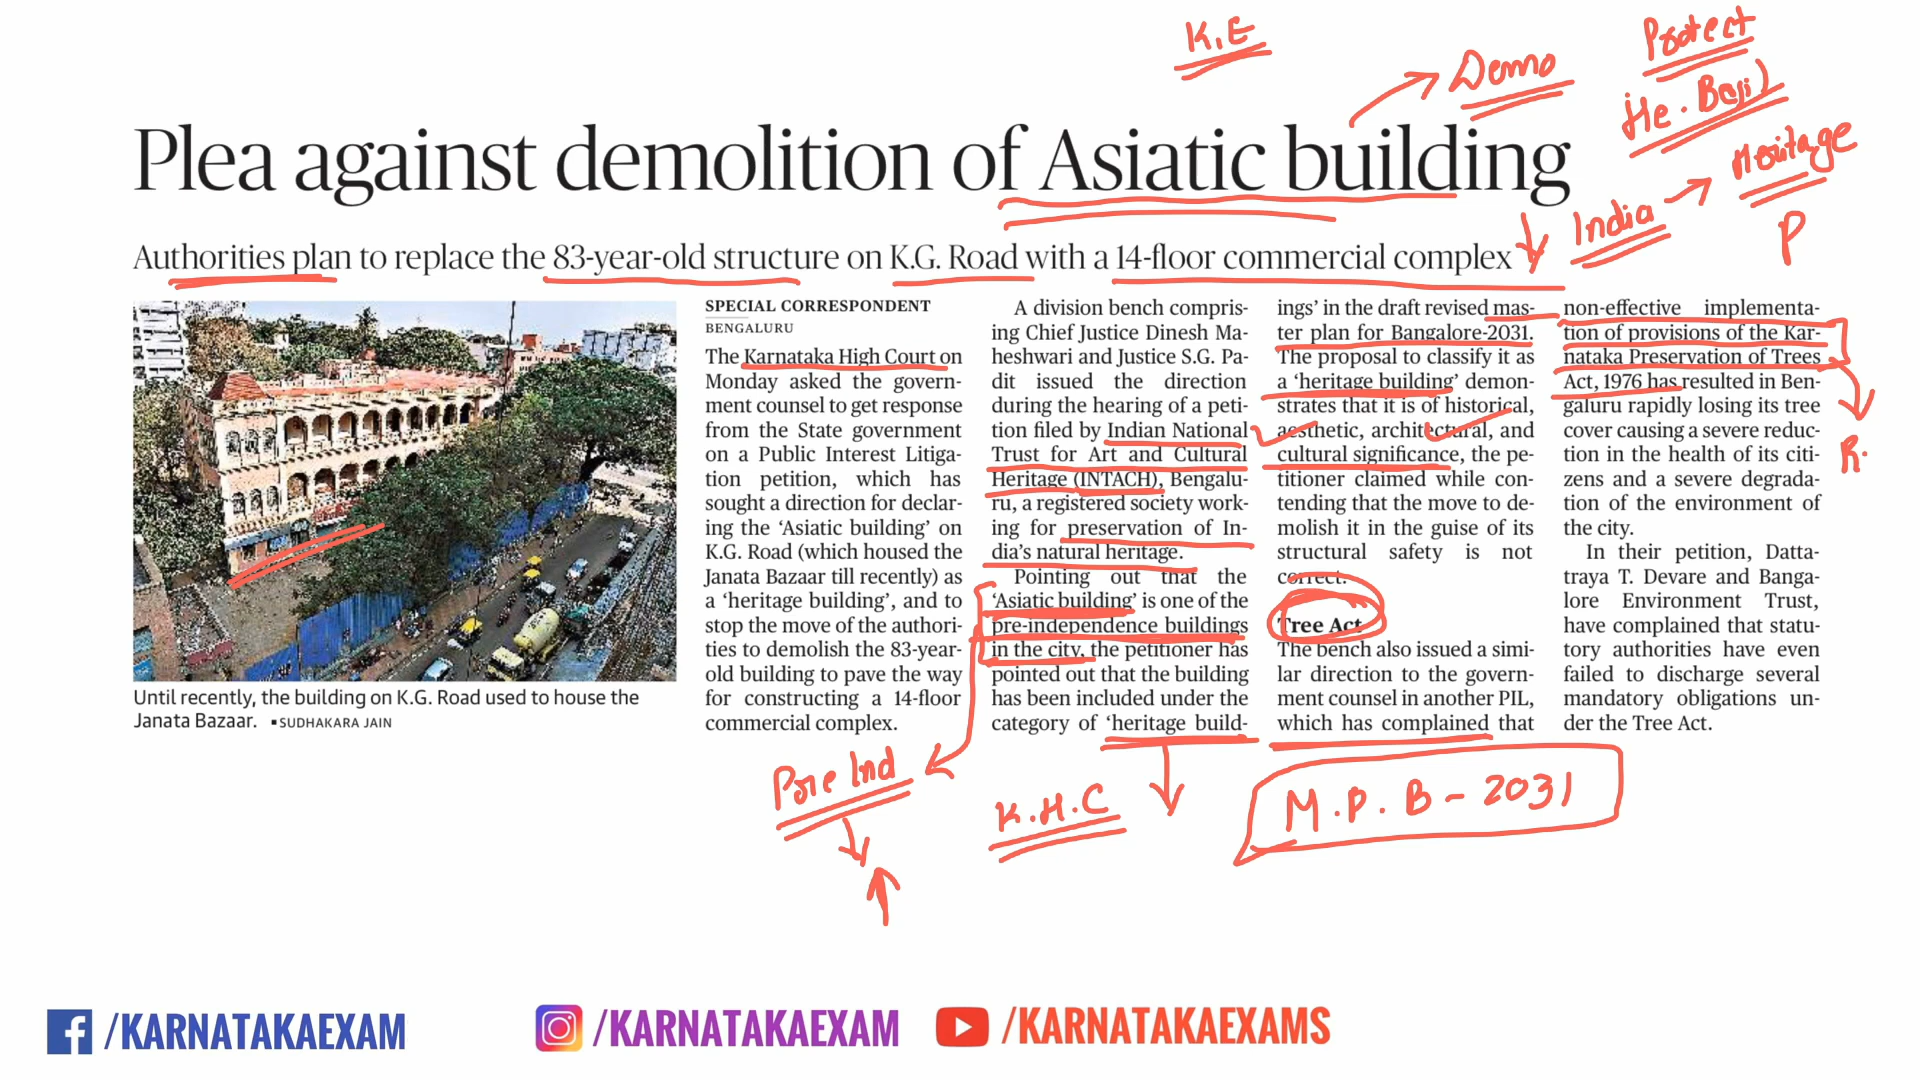 K.E
Demo
Protect
India
Heritage
P
Plea against demolition of Asiatic building
Authorities plan to replace the 83-year-old structure on K.G. Road with a 14-floor commercial complex
Until recently, the building on K.G. Road used to house the
Janata Bazaar. ▪SUDHAKARA JAIN
SPECIAL CORRESPONDENT
BENGALURU
The Karnataka High Court on
Monday asked the govern-
ment counsel to get response
from the State government
on a Public Interest Litiga-
tion petition, which has
sought a direction for declar-
ing the ‘Asiatic building’ on
K.G. Road (which housed the
Janata Bazaar till recently) as
a ‘heritage building’, and to
stop the move of the authori-
ties to demolish the 83-year-
old building to pave the way
for constructing a 14-floor
commercial complex.
A division bench compris-
ing Chief Justice Dinesh Ma-
heshwari and Justice S.G. Pa-
dit issued the direction
during the hearing of a peti-
tion filed by Indian National
Trust for Art and Cultural
Heritage (INTACH), Bengalu-
ru, a registered society work-
ing for preservation of In-
dia’s natural heritage.
Pointing out that the
‘Asiatic building’ is one of the
pre-independence buildings
in the city, the petitioner has
pointed out that the building
has been included under the
category of ‘heritage build-
ings’ in the draft revised mas-
ter plan for Bangalore-2031.
The proposal to classify it as
a ‘heritage building’ demon-
strates that it is of historical,
aesthetic, architectural, and
cultural significance, the pe-
titioner claimed while con-
tending that the move to de-
molish it in the guise of its
structural safety is not
correct.
Tree Act
The bench also issued a simi-
lar direction to the govern-
ment counsel in another PIL,
which has complained that
non-effective implementa-
tion of provisions of the Kar-
nataka Preservation of Trees
Act, 1976 has resulted in Ben-
galuru rapidly losing its tree
cover causing a severe reduc-
tion in the health of its citi-
zens and a severe degrada-
tion of the environment of
the city.
In their petition, Datta-
traya T. Devare and Banga-
lore Environment Trust,
have complained that statu-
tory authorities have even
failed to discharge several
mandatory obligations un-
der the Tree Act.
R.
Pre Ind
K.H.C
M.P.B-2031
/KARNATAKAEXAM
/KARNATAKAEXAM
/KARNATAKAEXAMS